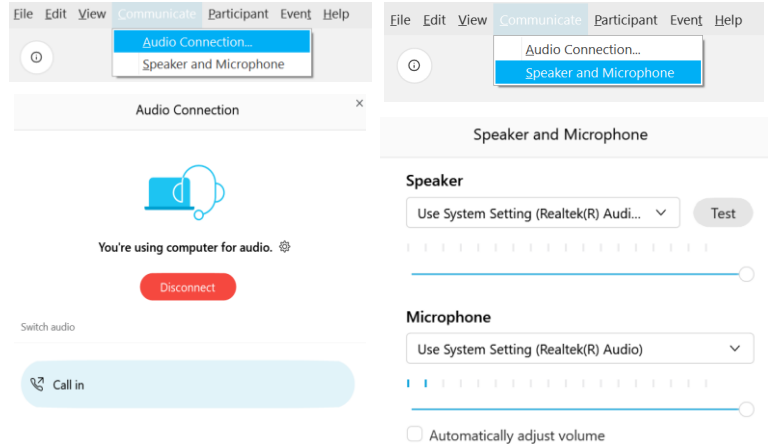 File Edit View Communicate Participant Event Help
Audio Connection...
Speaker and Microphone
Audio Connection
You're using computer for audio.
Disconnect
Switch audio
Call in
File Edit View Communicate Participant Event Help
Audio Connection...
Speaker and Microphone
Speaker and Microphone
Speaker
Use System Setting (Realtek(R) Audi... Test
Microphone
Use System Setting (Realtek(R) Audio)
Automatically adjust volume